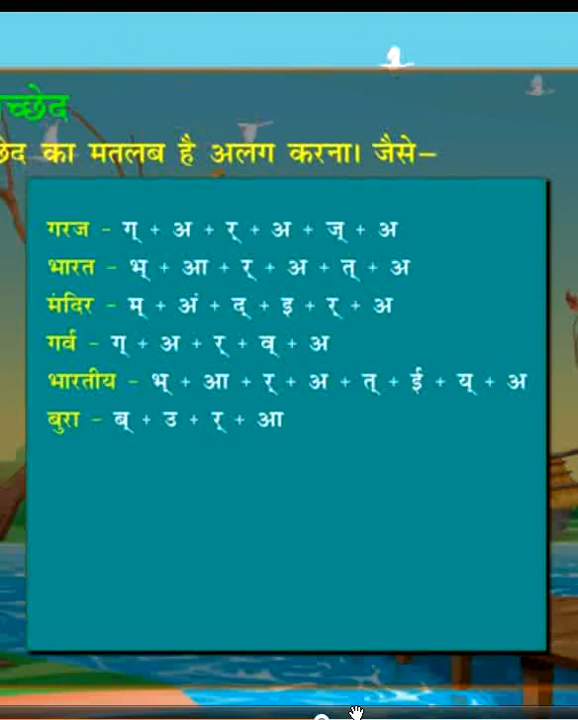 च्छेद
छेद का मतलब है अलग करना। जैसे–
गरज - ग् + अ + र् + अ + ज् + अ
भारत - भ् + आ + र् + अ + त् + अ
मंदिर - म् + अं + द् + इ + र् + अ
गर्व - ग् + अ + र् + व् + अ
भारतीय - भ् + आ + र् + अ + त् + ई + य् + अ
बुरा - ब् + उ + र् + आ